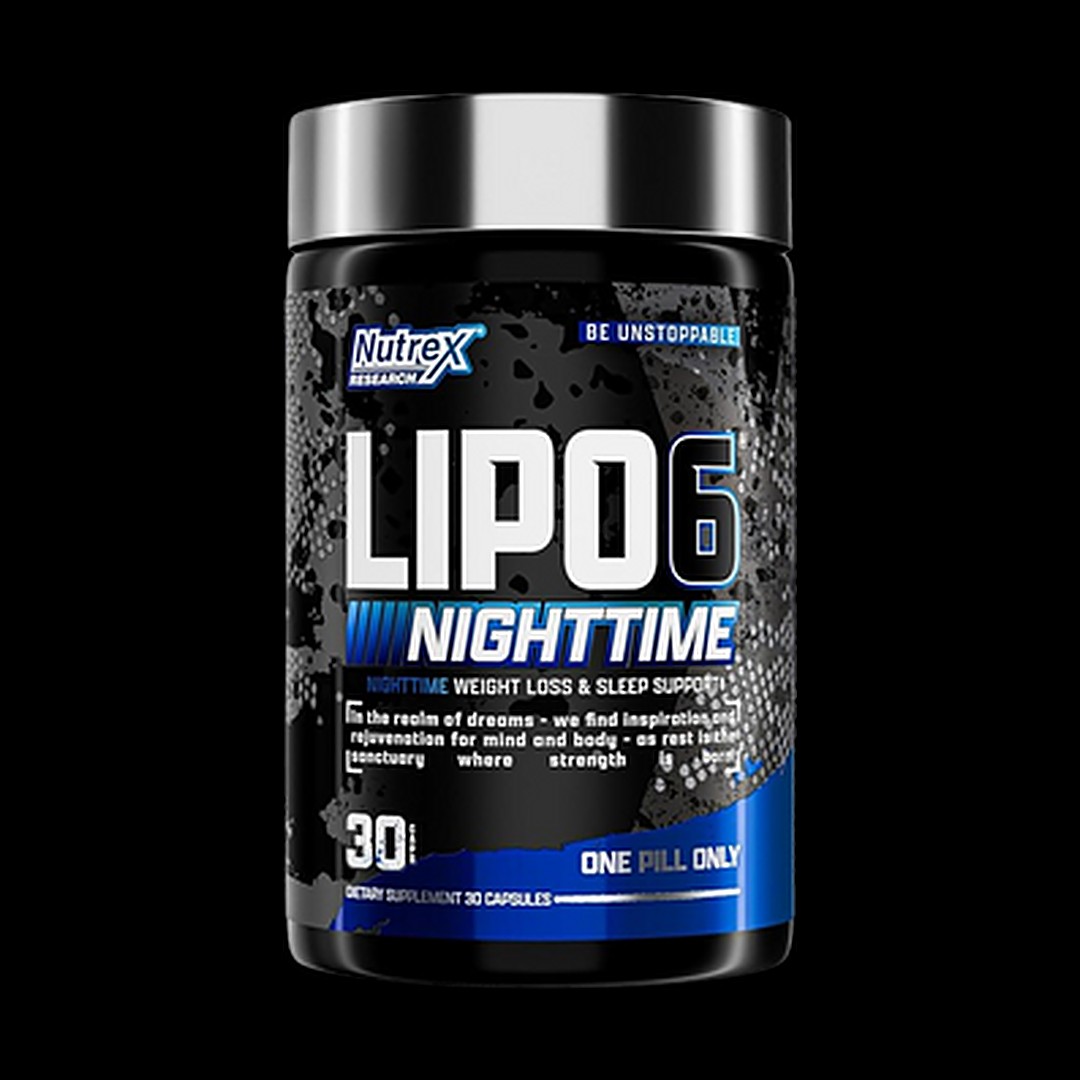 Nutrex
RESEARCH
BE UNSTOPPABLE
LIPO6
NIGHTTIME
NIGHTTIME WEIGHT LOSS & SLEEP SUPPORT
in the realm of dreams - we find inspiration and
rejuvenation for mind and body - as rest is the
sanctuary where strength is born
30
ONE PILL ONLY
DIETARY SUPPLEMENT 30 CAPSULES